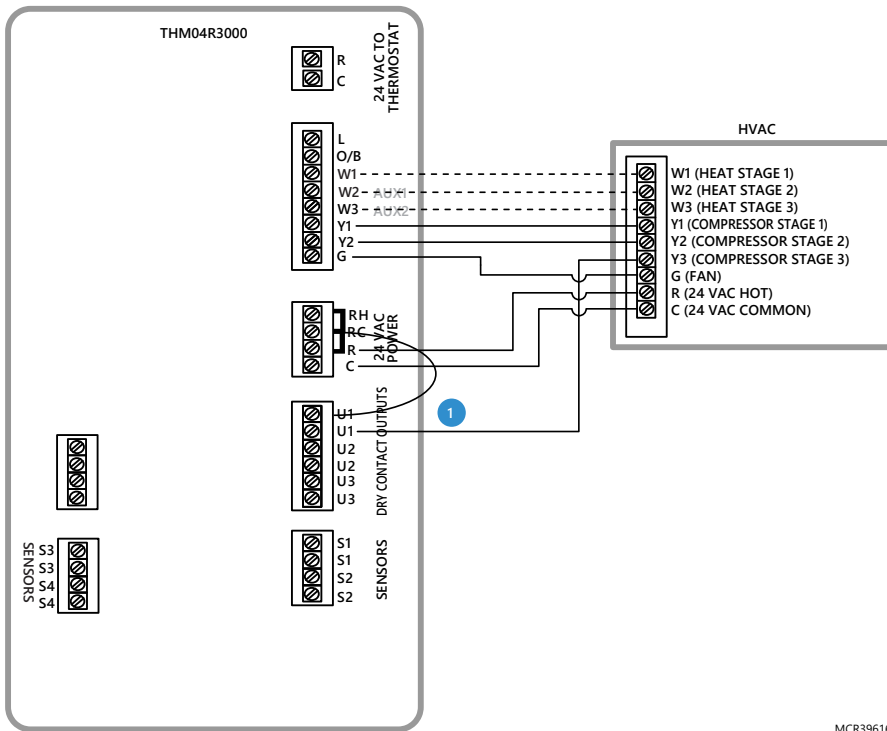 THM04R3000
R
C
24 VAC TO
THERMOSTAT
L
O/B
W1
W2 AUX1
W3 AUX2
Y1
Y2
G
RH
RC
R
C
24 VAC
POWER
U1
U1
U2
U2
U3
U3
DRY CONTACT OUTPUTS
1
S1
S1
S2
S2
SENSORS
SENSORS
S3
S3
S4
S4
HVAC
W1 (HEAT STAGE 1)
W2 (HEAT STAGE 2)
W3 (HEAT STAGE 3)
Y1 (COMPRESSOR STAGE 1)
Y2 (COMPRESSOR STAGE 2)
Y3 (COMPRESSOR STAGE 3)
G (FAN)
R (24 VAC HOT)
C (24 VAC COMMON)